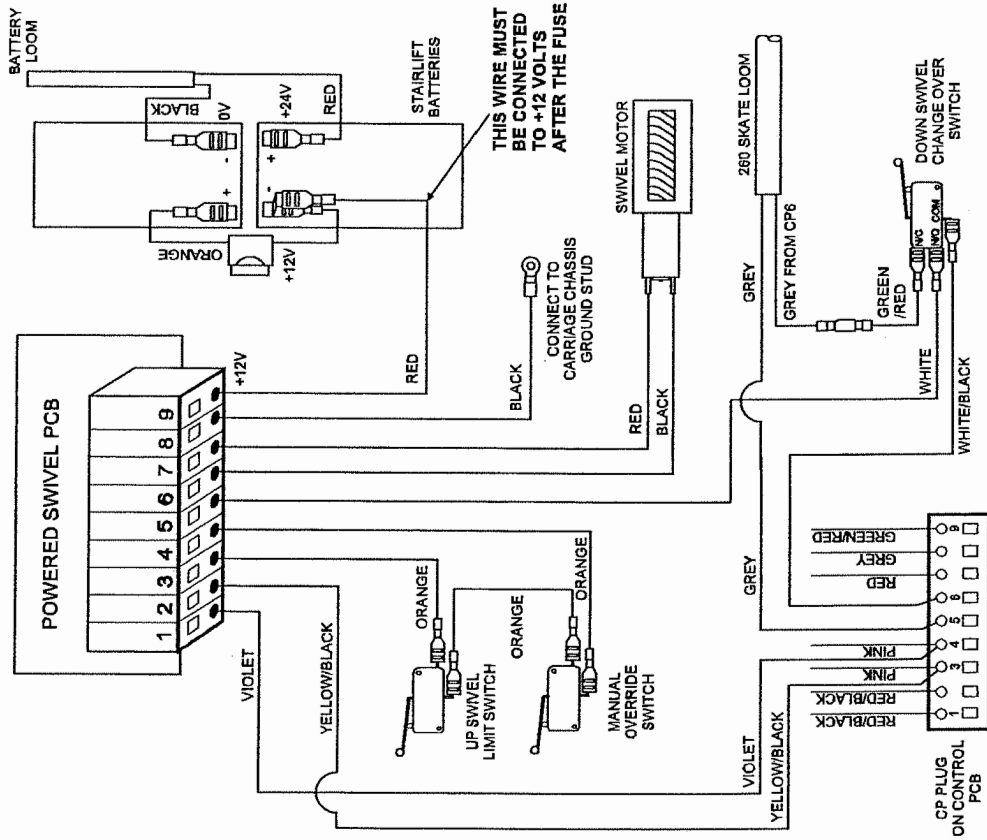 BATTERY
LOOM
BLACK
0V
+24V
RED
-
+
+
-
STAIRLIFT
BATTERIES
ORANGE
+12V
THIS WIRE MUST
BE CONNECTED
TO +12 VOLTS
AFTER THE FUSE
POWERED SWIVEL PCB
1 2 3 4 5 6 7 8 9
+12V
RED
BLACK
CONNECT TO
CARRIAGE CHASSIS
GROUND STUD
SWIVEL MOTOR
RED
BLACK
260 SKATE LOOM
GREY
GREY FROM CP6
GREEN
/RED
N/C
N/O
COM
DOWN SWIVEL
CHANGE OVER
SWITCH
WHITE
WHITE/BLACK
VIOLET
YELLOW/BLACK
ORANGE
UP SWIVEL
LIMIT SWITCH
ORANGE
ORANGE
MANUAL
OVERRIDE
SWITCH
GREY
VIOLET
YELLOW/BLACK
CP PLUG
ON CONTROL
PCB
RED/BLACK
RED/BLACK
PINK
PINK
RED
GREY
GREEN/RED
1
3
4
5
6
9